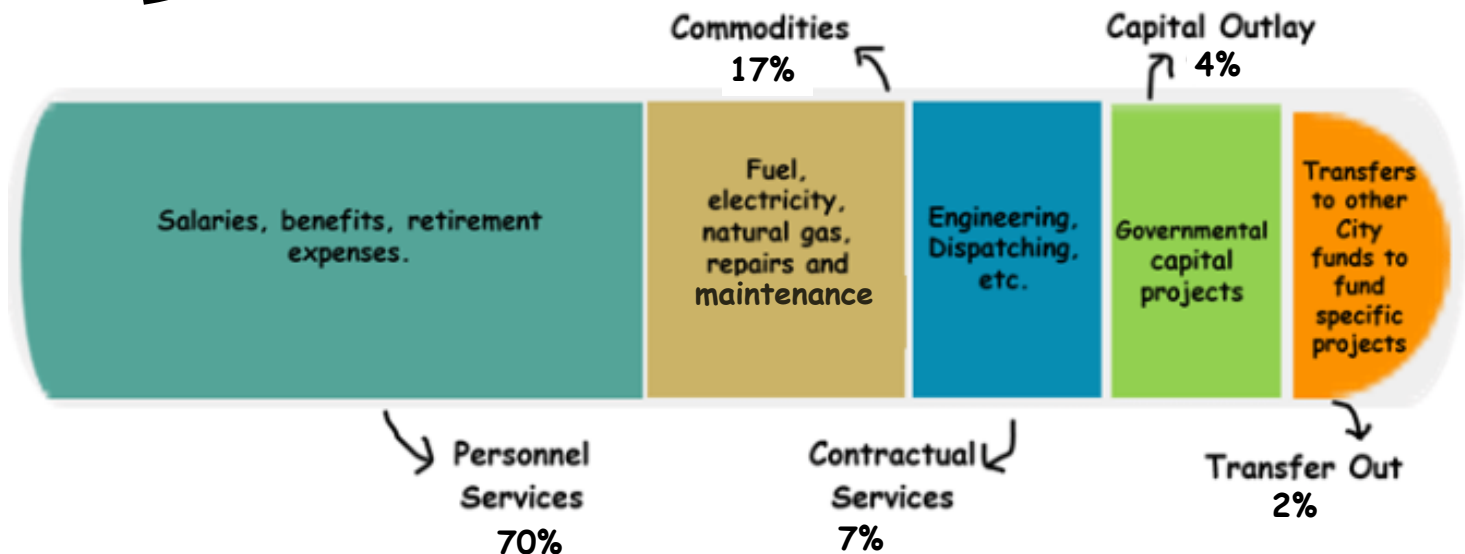 Commodities
17%
Capital Outlay
4%
Salaries, benefits, retirement
expenses.
Fuel,
electricity,
natural gas,
repairs and
maintenance
Engineering,
Dispatching,
etc.
Governmental
capital
projects
Transfers
to other
City
funds to
fund
specific
projects
Personnel
Services
70%
Contractual
Services
7%
Transfer Out
2%